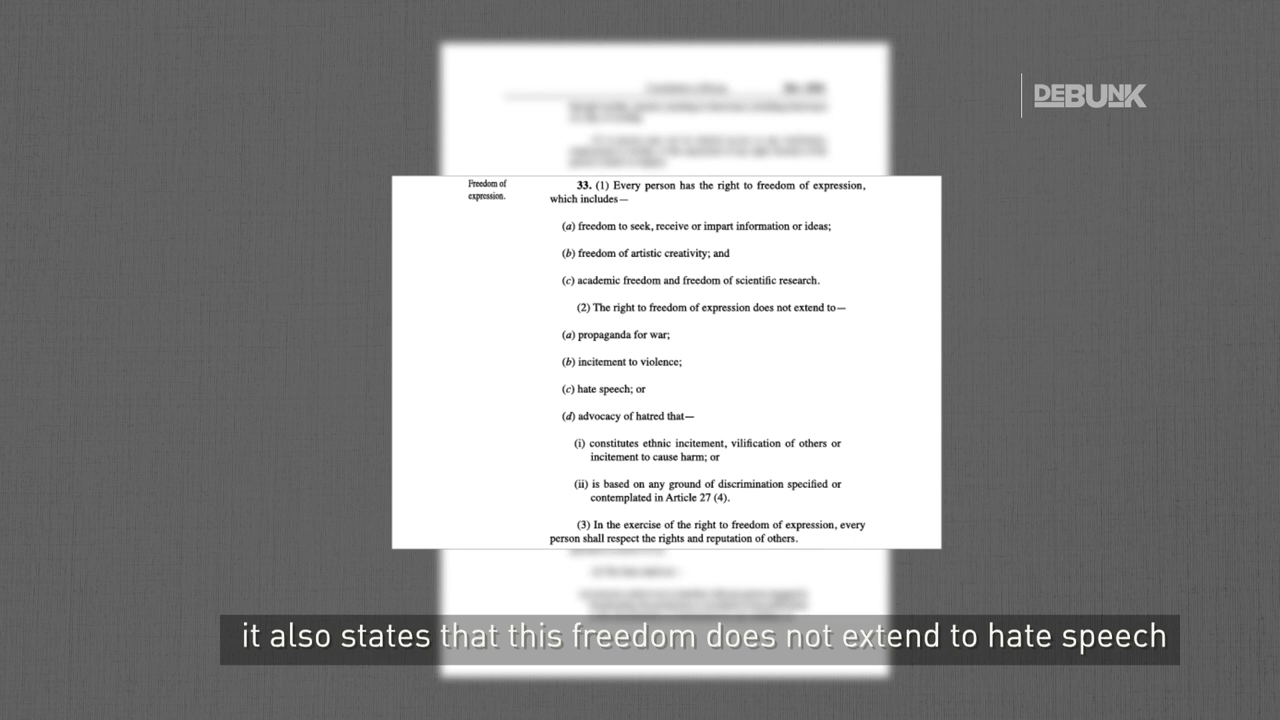 DEBUNK
Freedom of
expression.
33. (1) Every person has the right to freedom of expression,
which includes—
(a) freedom to seek, receive or impart information or ideas;
(b) freedom of artistic creativity; and
(c) academic freedom and freedom of scientific research.
(2) The right to freedom of expression does not extend to—
(a) propaganda for war;
(b) incitement to violence;
(c) hate speech; or
(d) advocacy of hatred that—
(i) constitutes ethnic incitement, vilification of others or
incitement to cause harm; or
(ii) is based on any ground of discrimination specified or
contemplated in Article 27 (4).
(3) In the exercise of the right to freedom of expression, every
person shall respect the rights and reputation of others.
it also states that this freedom does not extend to hate speech